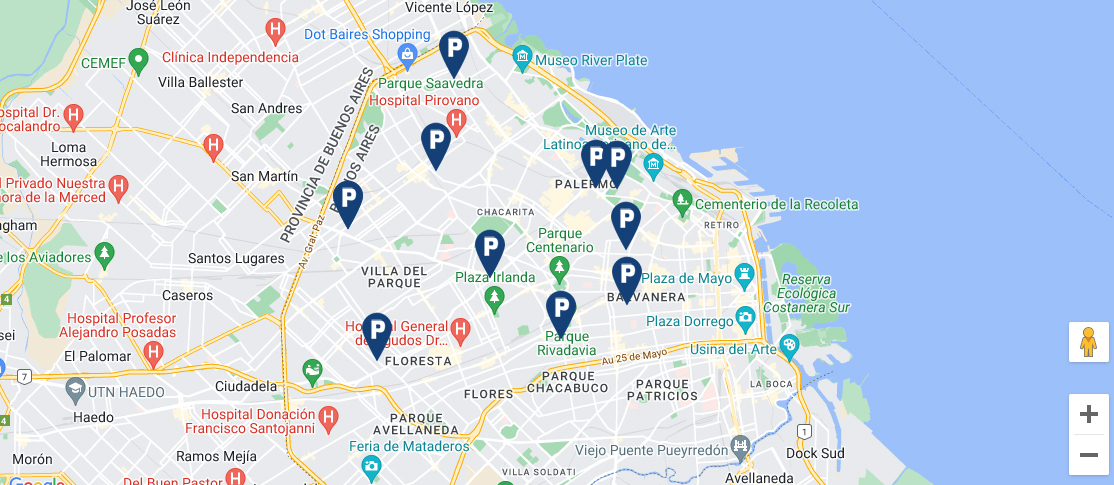 José León
Suárez
Vicente López
Dot Baires Shopping
Clínica Independencia
H
P
Museo River Plate
CEMEF
Villa Ballester
Parque Saavedra
Hospital Pirovano
H
San Andres
Hospital Dr.
ocalandro
H
PROVINCIA DE BUENOS AIRES
BUENOS AIRES
P
Museo de Arte
Latinoamericano de...
Loma
Hermosa
H
P
P
San Martín
l Privado Nuestra
nora de la Merced
H
PALERMO
P
CHACARITA
Cementerio de la Recoleta
ngham
Av. Gral. Paz
P
RETIRO
Parque
Centenario
e los Aviadores
Santos Lugares
P
VILLA DEL
PARQUE
Plaza Irlanda
P
Plaza de Mayo
Reserva
Ecológica
Costanera Sur
Caseros
BALVANERA
4
P
Hospital Profesor
Alejandro Posadas
P
Hospital General
de Agudos Dr...
H
Plaza Dorrego
sei
Parque
Rivadavia
Usina del Arte
El Palomar
H
FLORESTA
Au 25 de Mayo
7
UTN HAEDO
Ciudadela
FLORES
PARQUE
CHACABUCO
PARQUE
PATRICIOS
LA BOCA
Haedo
4
Hospital Donación
Francisco Santojanni
H
PARQUE
AVELLANEDA
1
Feria de Mataderos
Viejo Puente Pueyrredón
Dock Sud
Morón
Ramos Mejía
VILLA SOLDATI
Avellaneda
Google
Del Buen Pastor
H
+
−